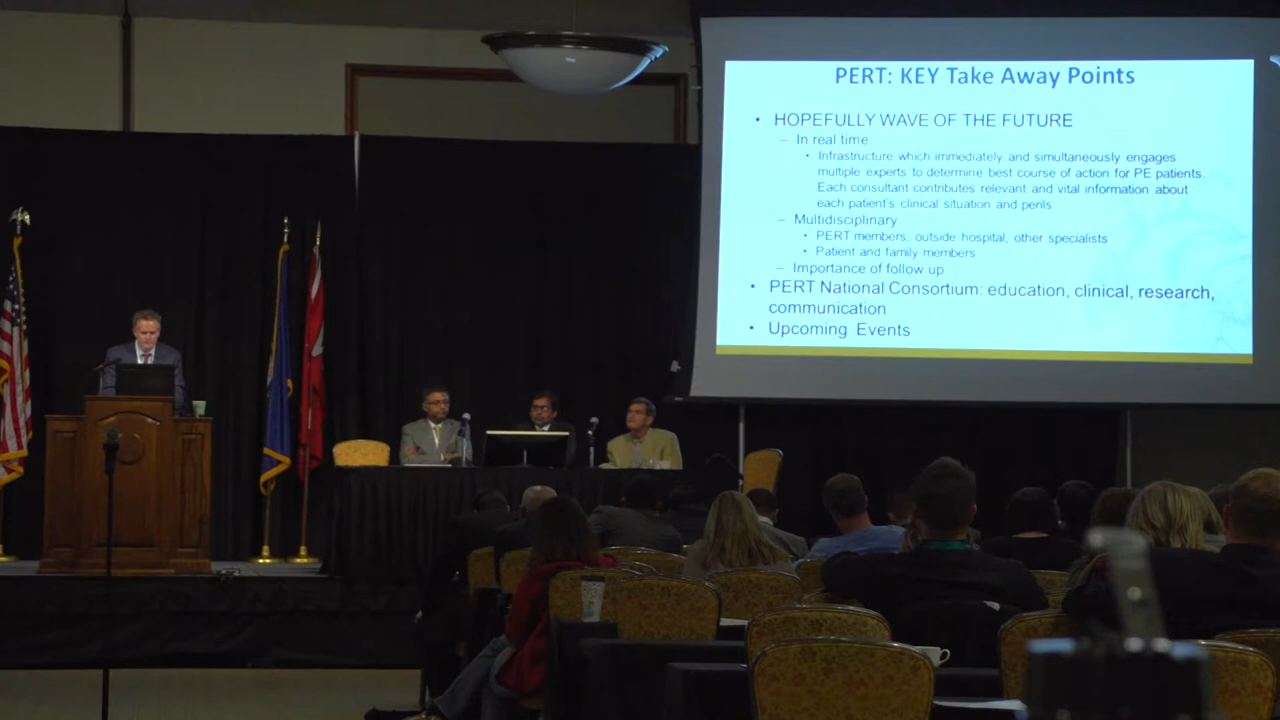 PERT: KEY Take Away Points
• HOPEFULLY WAVE OF THE FUTURE
– In real time
• Infrastructure which immediately and simultaneously engages
multiple experts to determine best course of action for PE patients.
Each consultant contributes relevant and vital information about
each patient's clinical situation and perils
– Multidisciplinary
• PERT members, outside hospital, other specialists
• Patient and family members
– Importance of follow up
• PERT National Consortium: education, clinical, research,
communication
• Upcoming Events